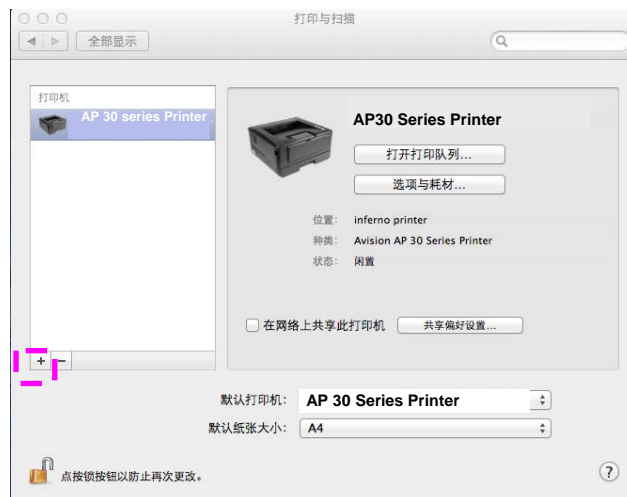 打印与扫描
全部显示
打印机
AP 30 series Printer
AP30 Series Printer
打开打印队列...
选项与耗材...
位置: inferno printer
种类: Avision AP 30 Series Printer
状态: 闲置
在网络上共享此打印机 共享偏好设置...
+ −
默认打印机: AP 30 Series Printer
默认纸张大小: A4
点按锁按钮以防止再次更改。 ?